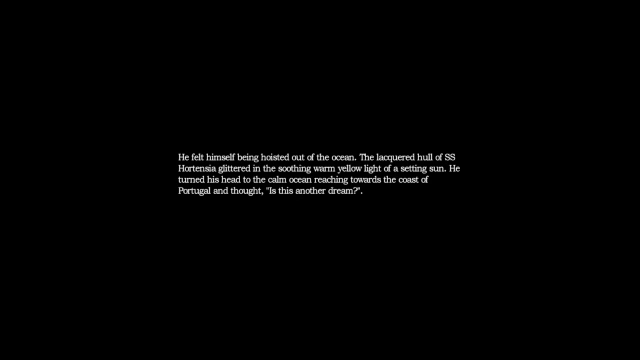 He felt himself being hoisted out of the ocean. The lacquered hull of SS
Hortensia glittered in the soothing warm yellow light of a setting sun. He
turned his head to the calm ocean reaching towards the coast of
Portugal and thought, "Is this another dream?".